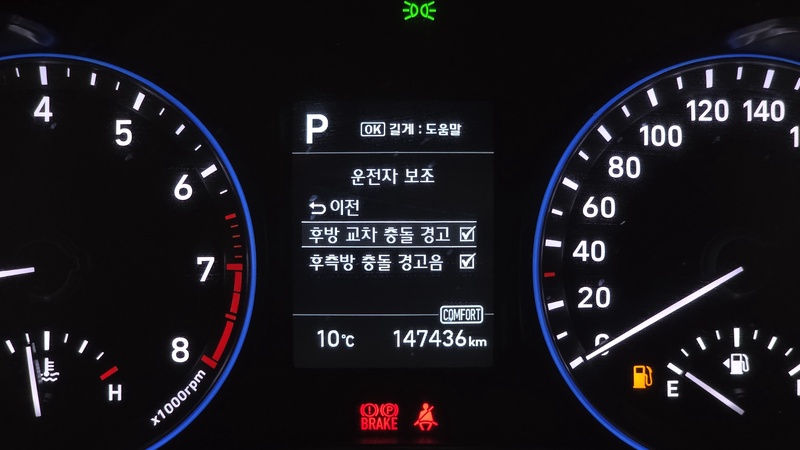 4
5
6
7
8
x1000rpm
H
P
OK 길게 : 도움말
운전자 보조
이전
후방 교차 충돌 경고
후측방 충돌 경고음
COMFORT
10℃ 147436 km
P
BRAKE
0
20
40
60
80
100
120
140
E